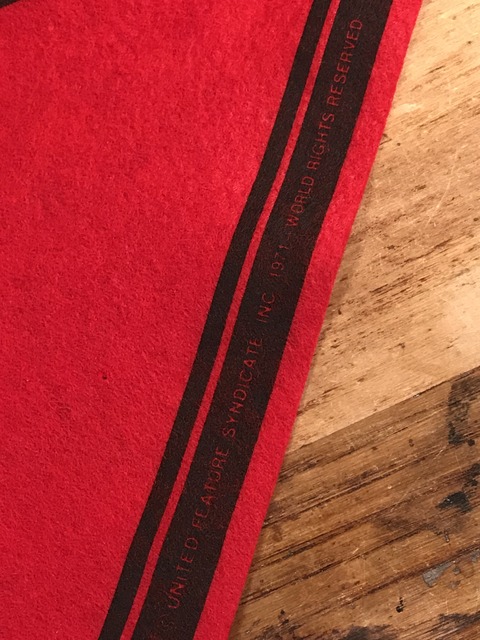 UNITED FEATURE SYNDICATE, INC. 1971 - WORLD RIGHTS RESERVED